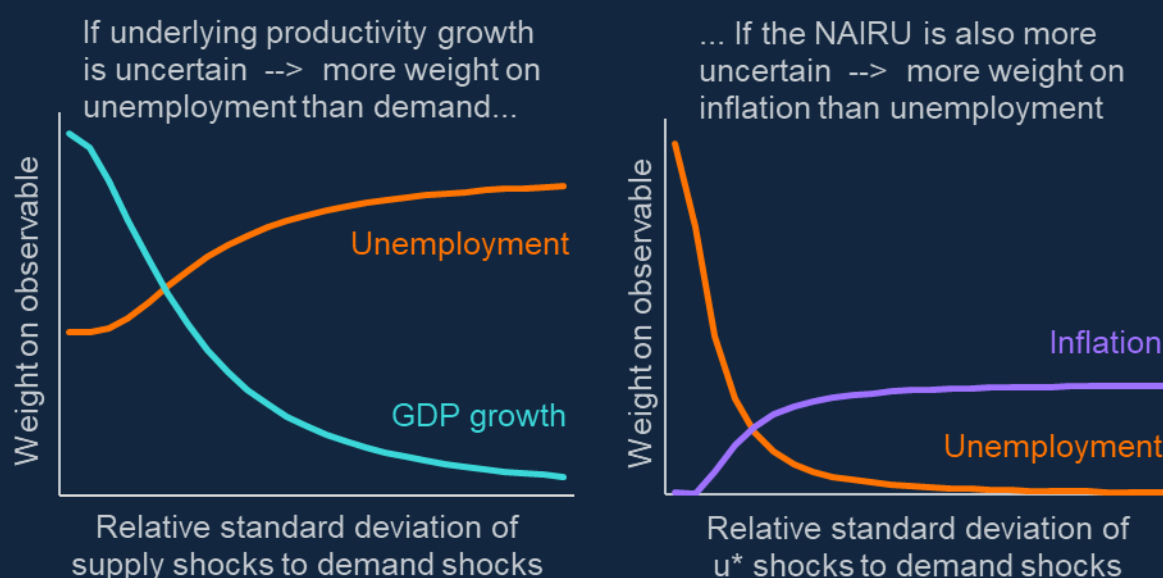 If underlying productivity growth
is uncertain --> more weight on
unemployment than demand...
Weight on observable
Unemployment
GDP growth
Relative standard deviation of
supply shocks to demand shocks
... If the NAIRU is also more
uncertain --> more weight on
inflation than unemployment
Weight on observable
Inflation
Unemployment
Relative standard deviation of
u* shocks to demand shocks